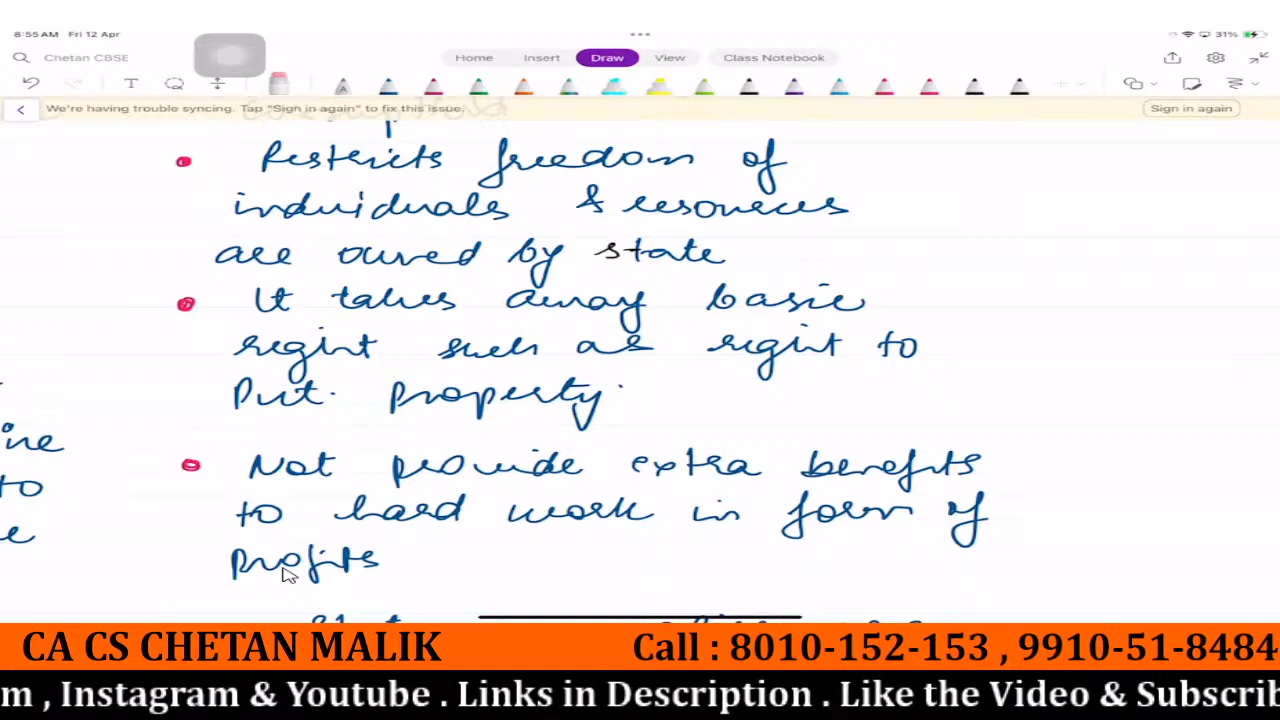 8:55AM Fri 12 Apr
31%
Chetan CBSE
Home Insert Draw View Class Notebook
We're having trouble syncing. Tap "Sign in again" to fix this issue.
Sign in again
Restricts freedom of
individuals & resources
are owned by state
It takes away basic
right such as right to
Pvt. Property.
ine
Not provide extra benefits
to
to hard work in form of
e
Profits
CA CS CHETAN MALIK
Call : 8010-152-153 , 9910-51-8484
m , Instagram & Youtube . Links in Description . Like the Video & Subscrib